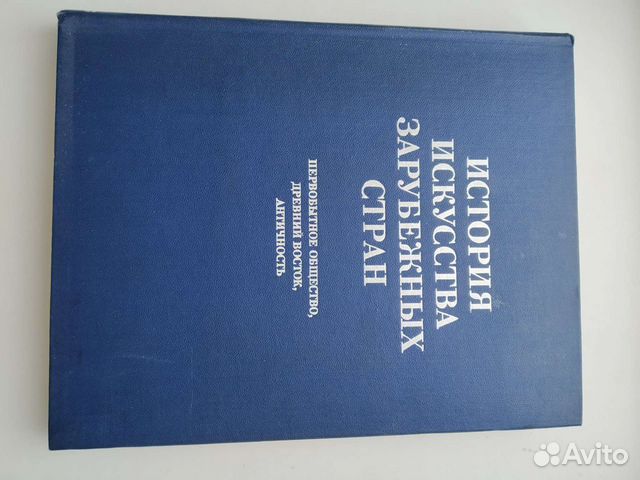 ИСТОРИЯ
ИСКУССТВА
ЗАРУБЕЖНЫХ
СТРАН
ПЕРВОБЫТНОЕ ОБЩЕСТВО,
ДРЕВНИЙ ВОСТОК,
АНТИЧНОСТЬ
Avito